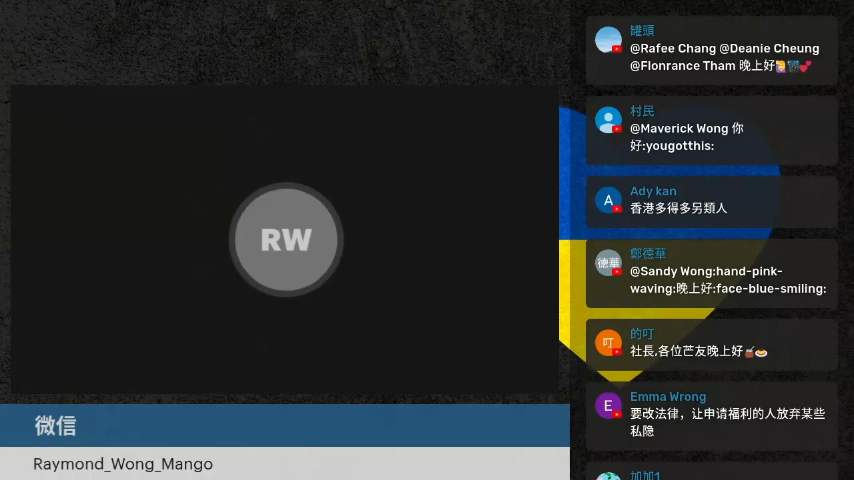 RW
微信
Raymond_Wong_Mango
罐頭
@Rafee Chang @Deanie Cheung
@Flonrance Tham 晚上好
村民
@Maverick Wong 你
好:yougotthis:
A
Ady kan
香港多得多另類人
德華
鄭德華
@Sandy Wong:hand-pink-
waving:晚上好:face-blue-smiling:
叮
的叮
社長,各位芒友晚上好
E
Emma Wrong
要改法律，让申请福利的人放弃某些
私隐
加加1